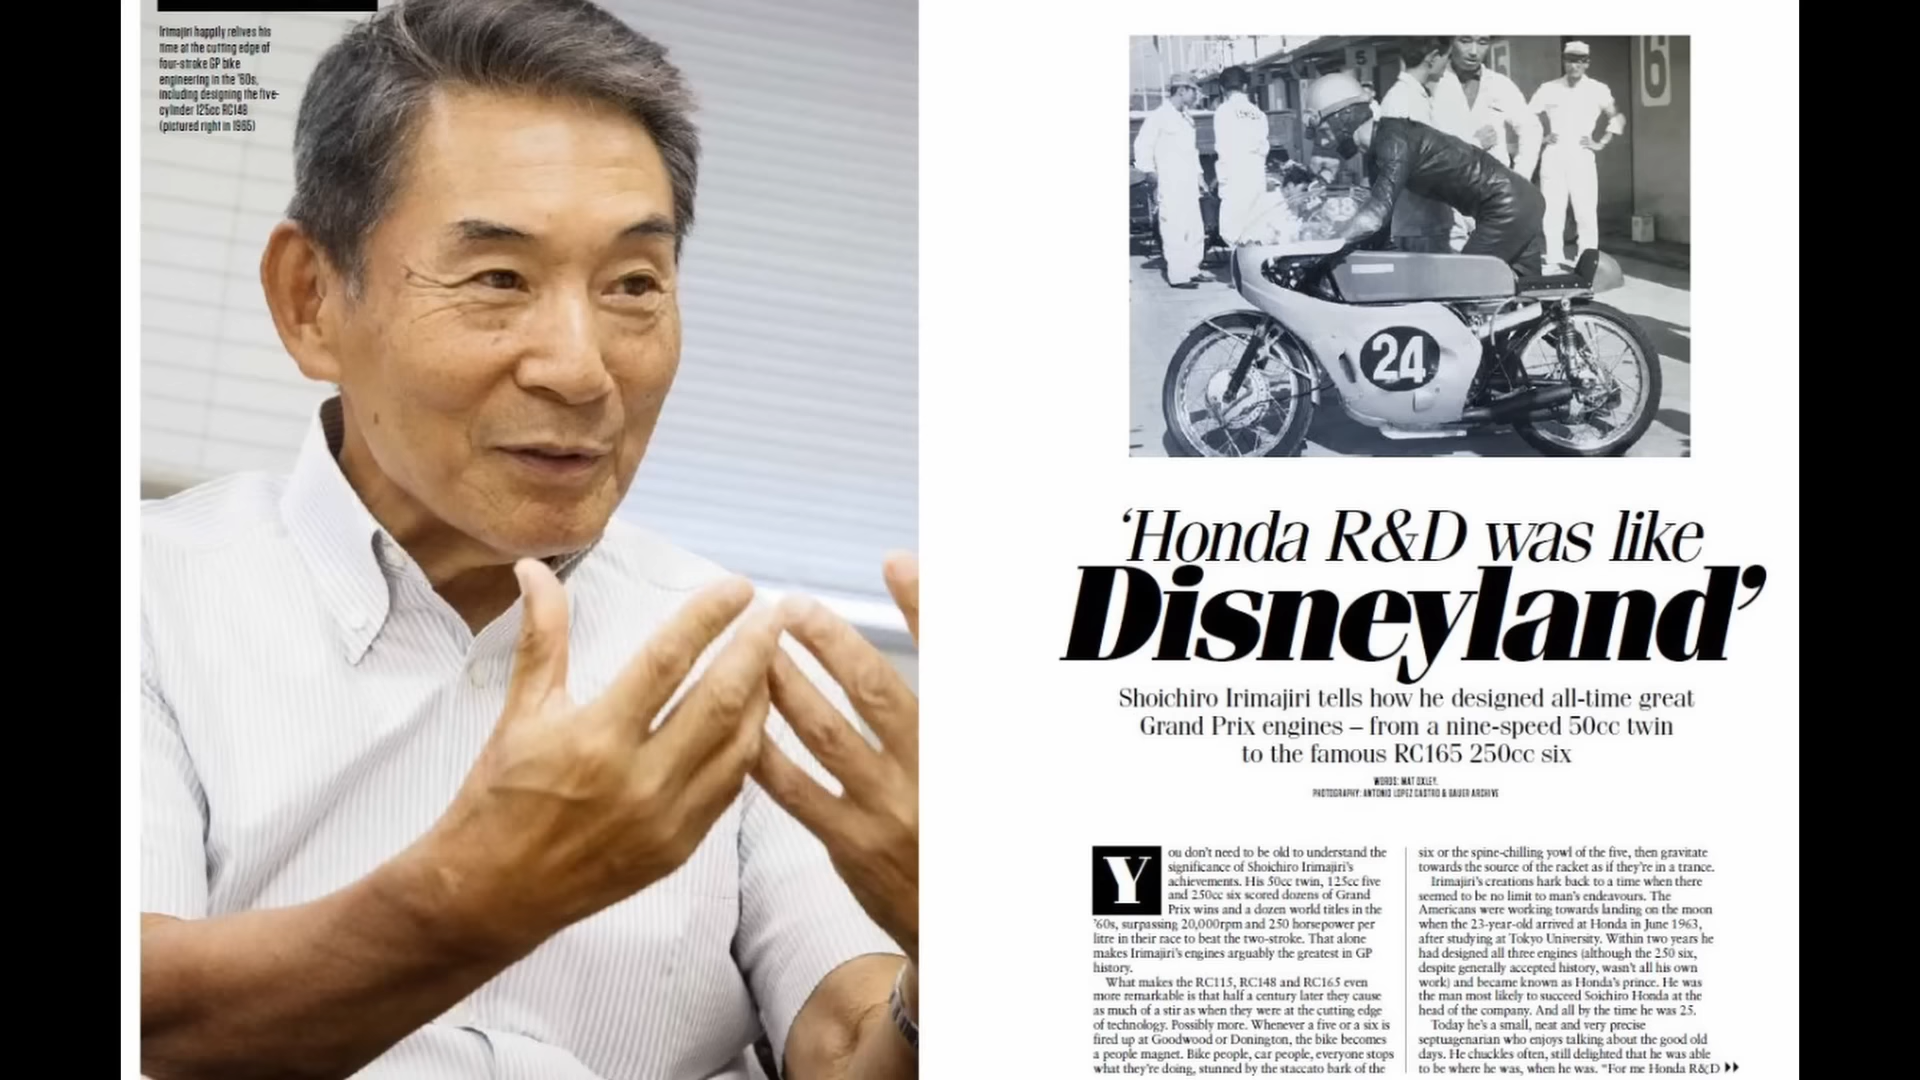 Irimajiri happily relives his
time at the cutting edge of
four-stroke GP bike
engineering in the '60s,
including designing the five-
cylinder 125cc RC148
(pictured right in 1965)
5
5
6
24
'Honda R&D was like
Disneyland'
Shoichiro Irimajiri tells how he designed all-time great
Grand Prix engines – from a nine-speed 50cc twin
to the famous RC165 250cc six
WORDS: MAT OXLEY.
PHOTOGRAPHY: ANTONIO LOPEZ CASTRO & BAUER ARCHIVE
You don't need to be old to understand the
significance of Shoichiro Irimajiri's
achievements. His 50cc twin, 125cc five
and 250cc six scored dozens of Grand
Prix wins and a dozen world titles in the
'60s, surpassing 20,000rpm and 250 horsepower per
litre in their race to beat the two-stroke. That alone
makes Irimajiri's engines arguably the greatest in GP
history.
What makes the RC115, RC148 and RC165 even
more remarkable is that half a century later they cause
as much of a stir as when they were at the cutting edge
of technology. Possibly more. Whenever a five or a six is
fired up at Goodwood or Donington, the bike becomes
a people magnet. Bike people, car people, everyone stops
what they're doing, stunned by the staccato bark of the
six or the spine-chilling yowl of the five, then gravitate
towards the source of the racket as if they're in a trance.
Irimajiri's creations hark back to a time when there
seemed to be no limit to man's endeavours. The
Americans were working towards landing on the moon
when the 23-year-old arrived at Honda in June 1963,
after studying at Tokyo University. Within two years he
had designed all three engines (although the 250 six,
despite generally accepted history, wasn't all his own
work) and became known as Honda's prince. He was
the man most likely to succeed Soichiro Honda at the
head of the company. And all by the time he was 25.
Today he's a small, neat and very precise
septuagenarian who enjoys talking about the good old
days. He chuckles often, still delighted that he was able
to be where he was, when he was. "For me Honda R&D